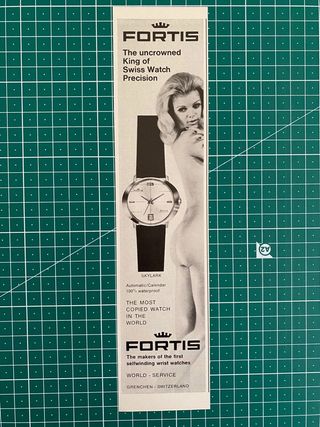 FORTIS
The uncrowned
King of
Swiss Watch
Precision
SKYLARK
Automatic/Calendar
100% waterproof
THE MOST
COPIED WATCH
IN THE
WORLD
FORTIS
The makers of the first
selfwinding wrist watches
WORLD - SERVICE
GRENCHEN - SWITZERLAND
A2